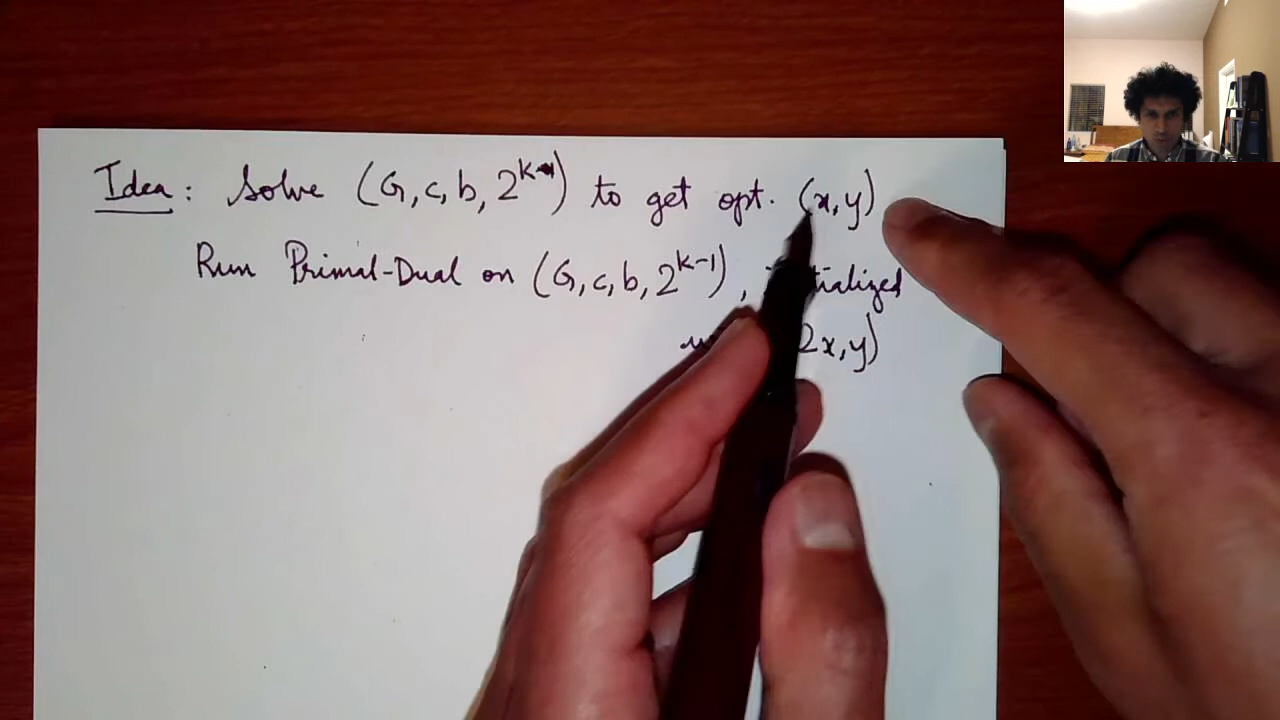 Idea: Solve (G, c, b, 2^k) to get opt. (x, y)
Run Primal-Dual on (G, c, b, 2^{k-1}),
2x, y)